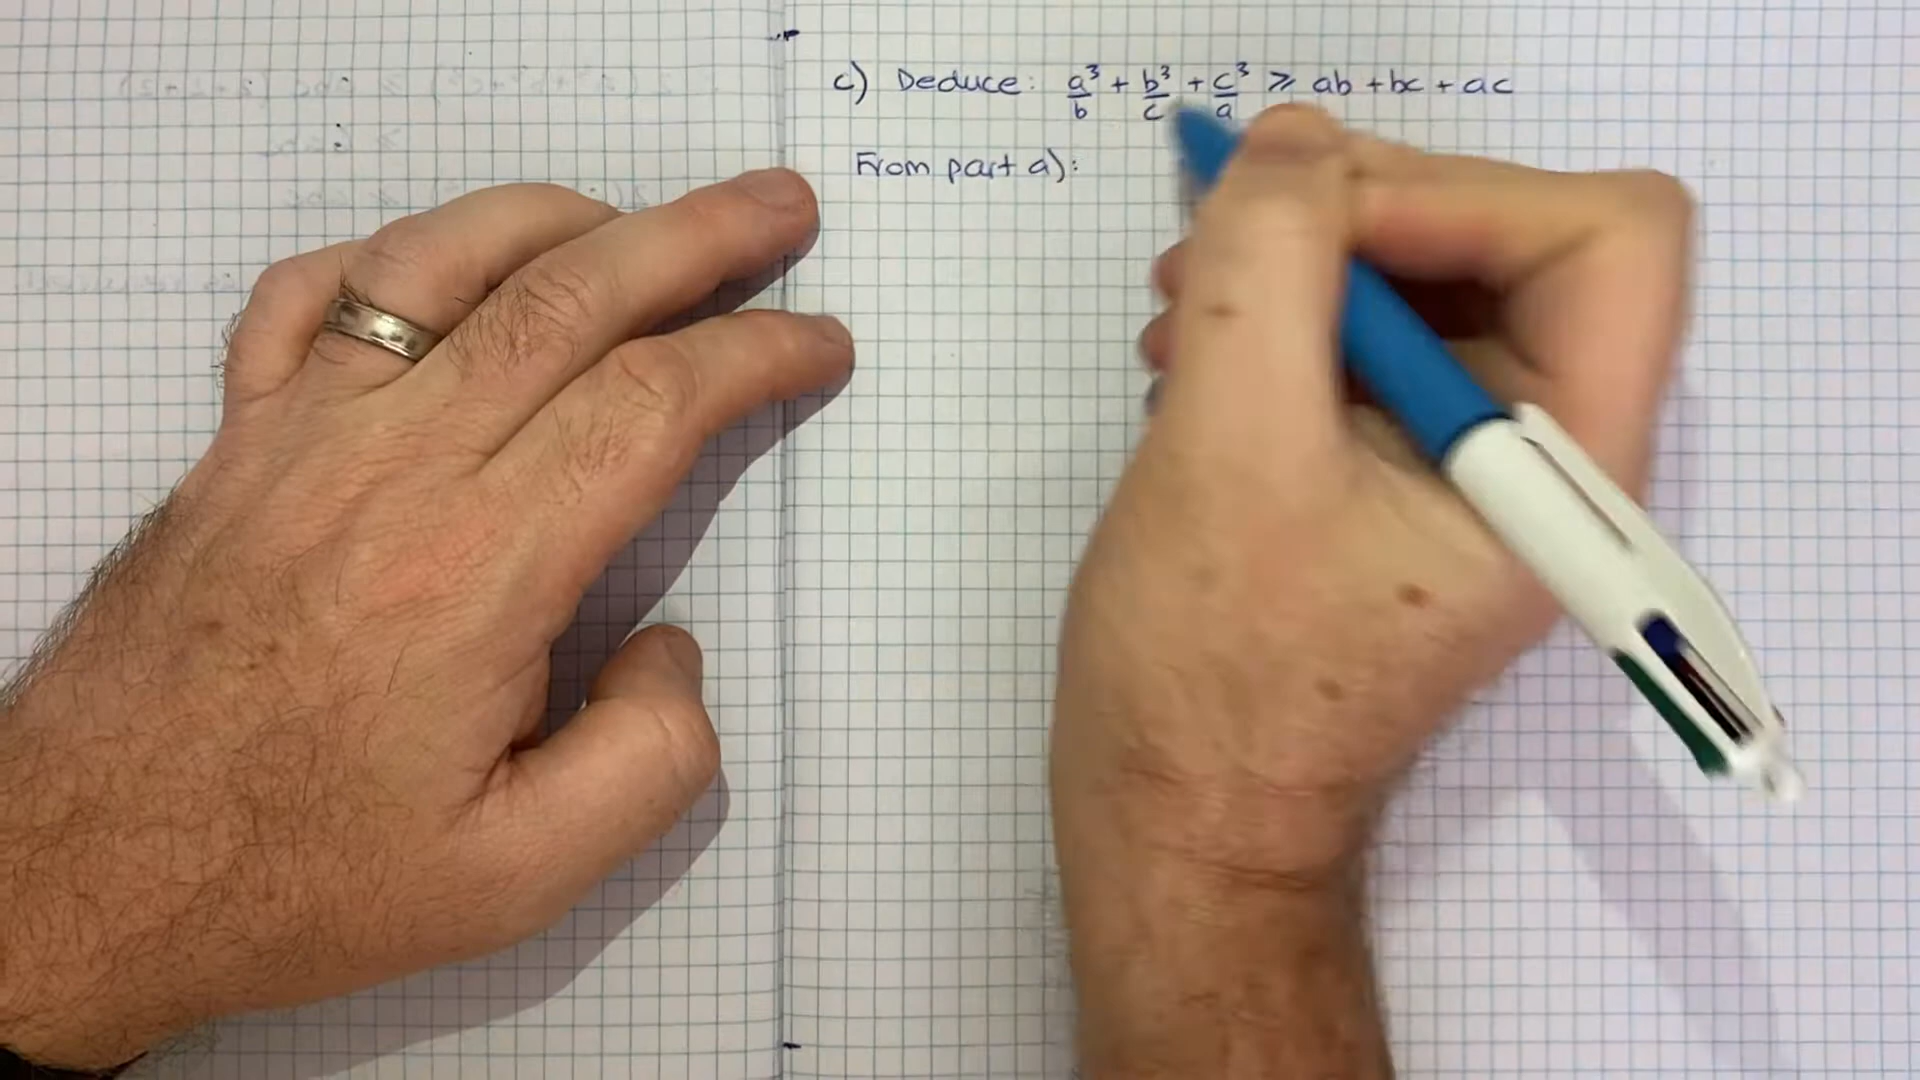 c) Deduce: a³/b + b³/c + c³/a ⩾ ab + bc + ac
From part a):